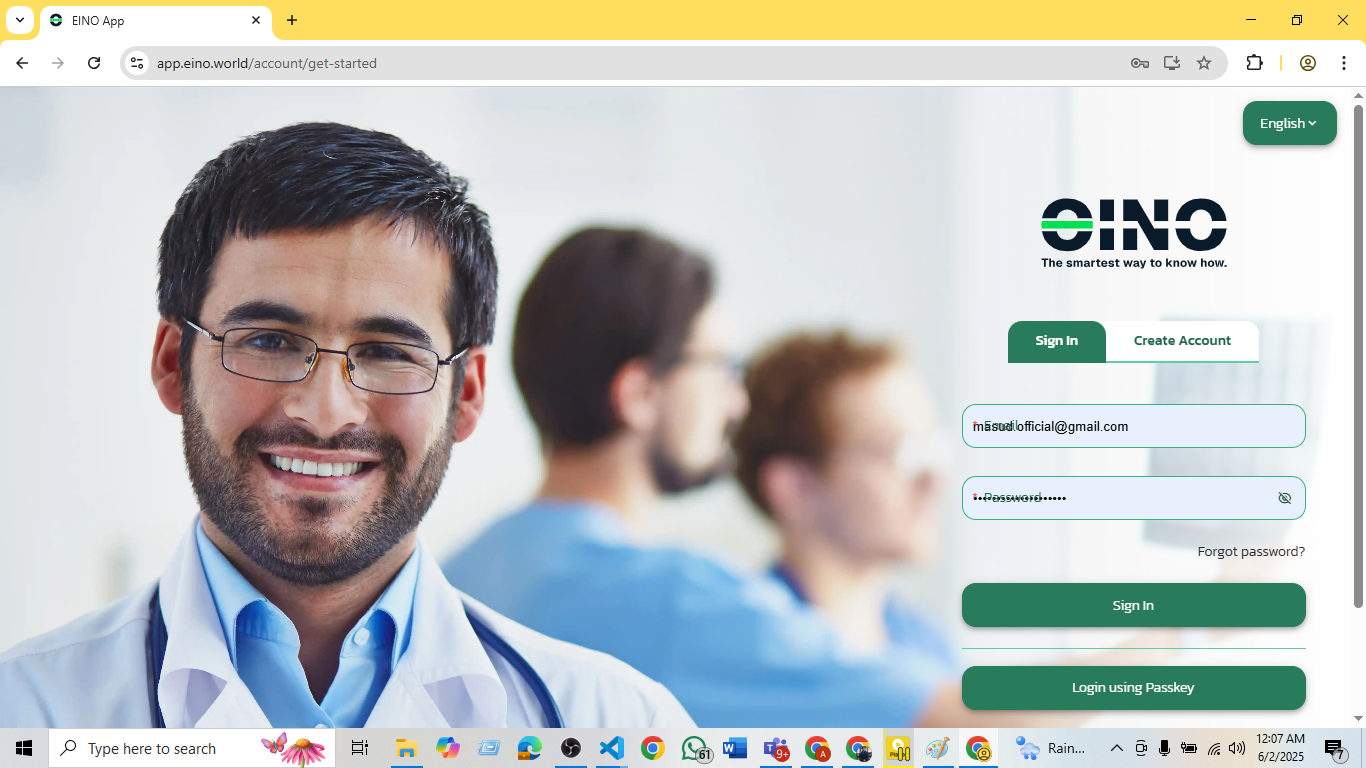 EINO App
app.eino.world/account/get-started
English
EINO
The smartest way to know how.
Sign In
Create Account
* Email
masud.official@gmail.com
* Password
••••••••••••••••
Forgot password?
Sign In
Login using Passkey
Type here to search
61
9+
A
Rain...
12:07 AM
6/2/2025
7